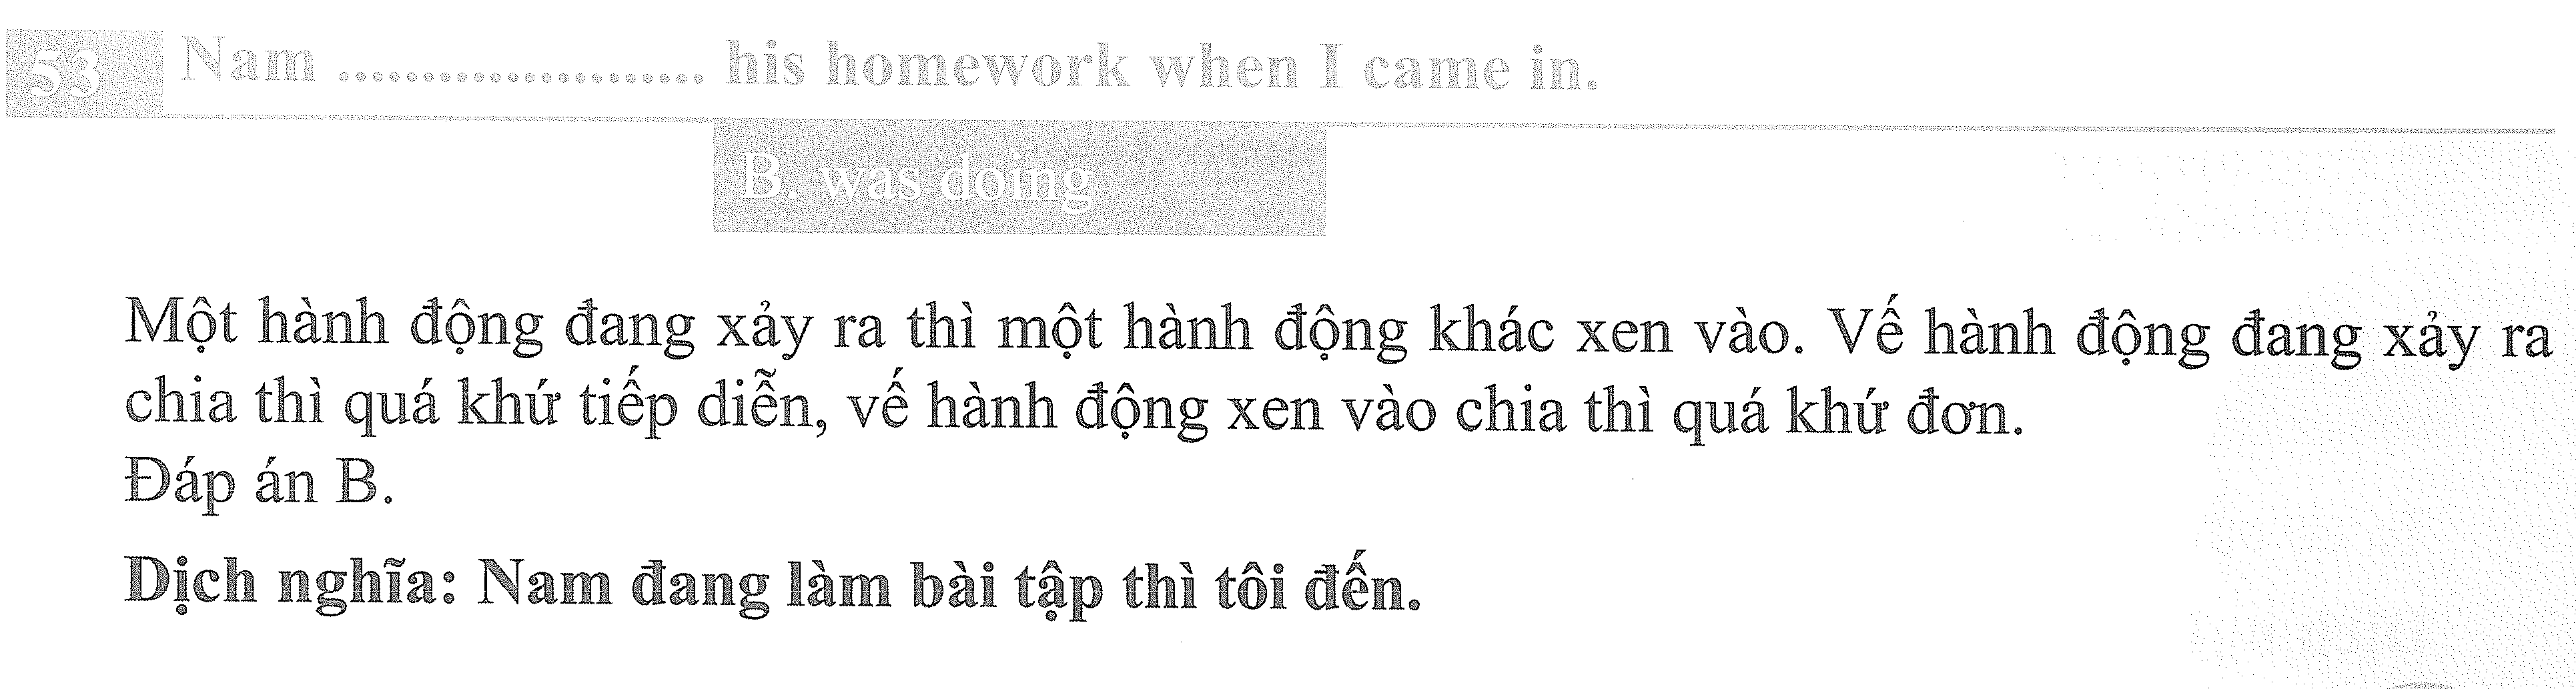 53 Nam ...................... his homework when I came in.
B. was doing
Một hành động đang xảy ra thì một hành động khác xen vào. Vế hành động đang xảy ra
chia thì quá khứ tiếp diễn, vế hành động xen vào chia thì quá khứ đơn.
Đáp án B.
Dịch nghĩa: Nam đang làm bài tập thì tôi đến.